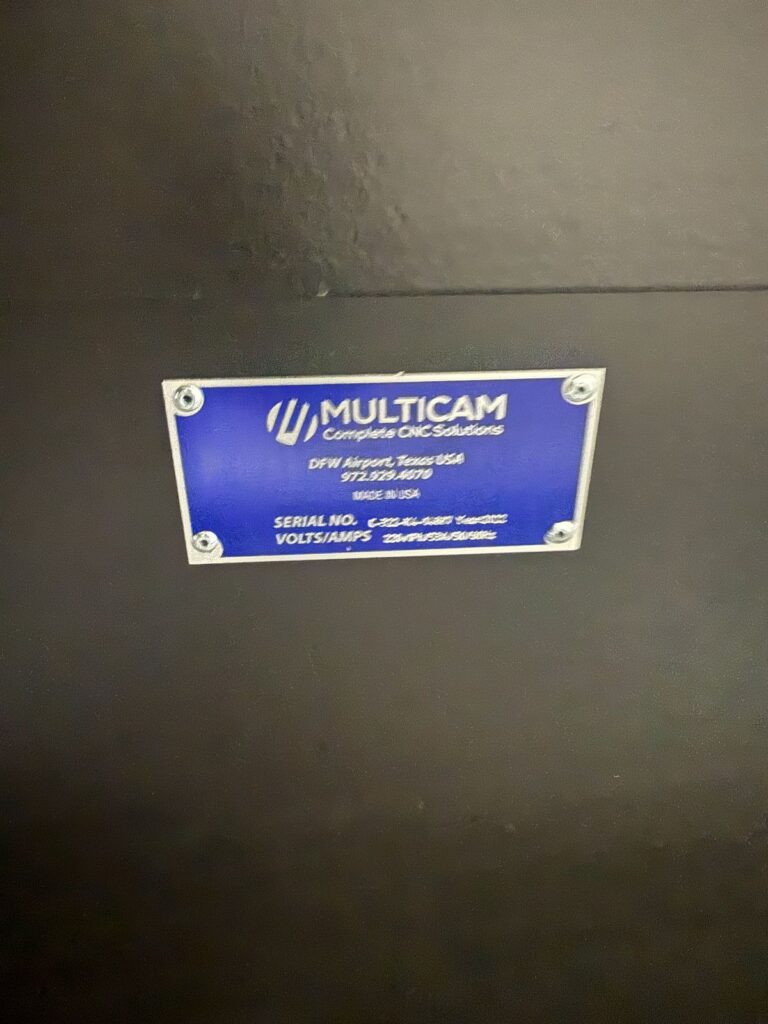 MULTICAM
Complete CNC Solutions
DFW Airport, Texas USA
972.929.4070
MADE IN USA
SERIAL NO.
VOLTS/AMPS